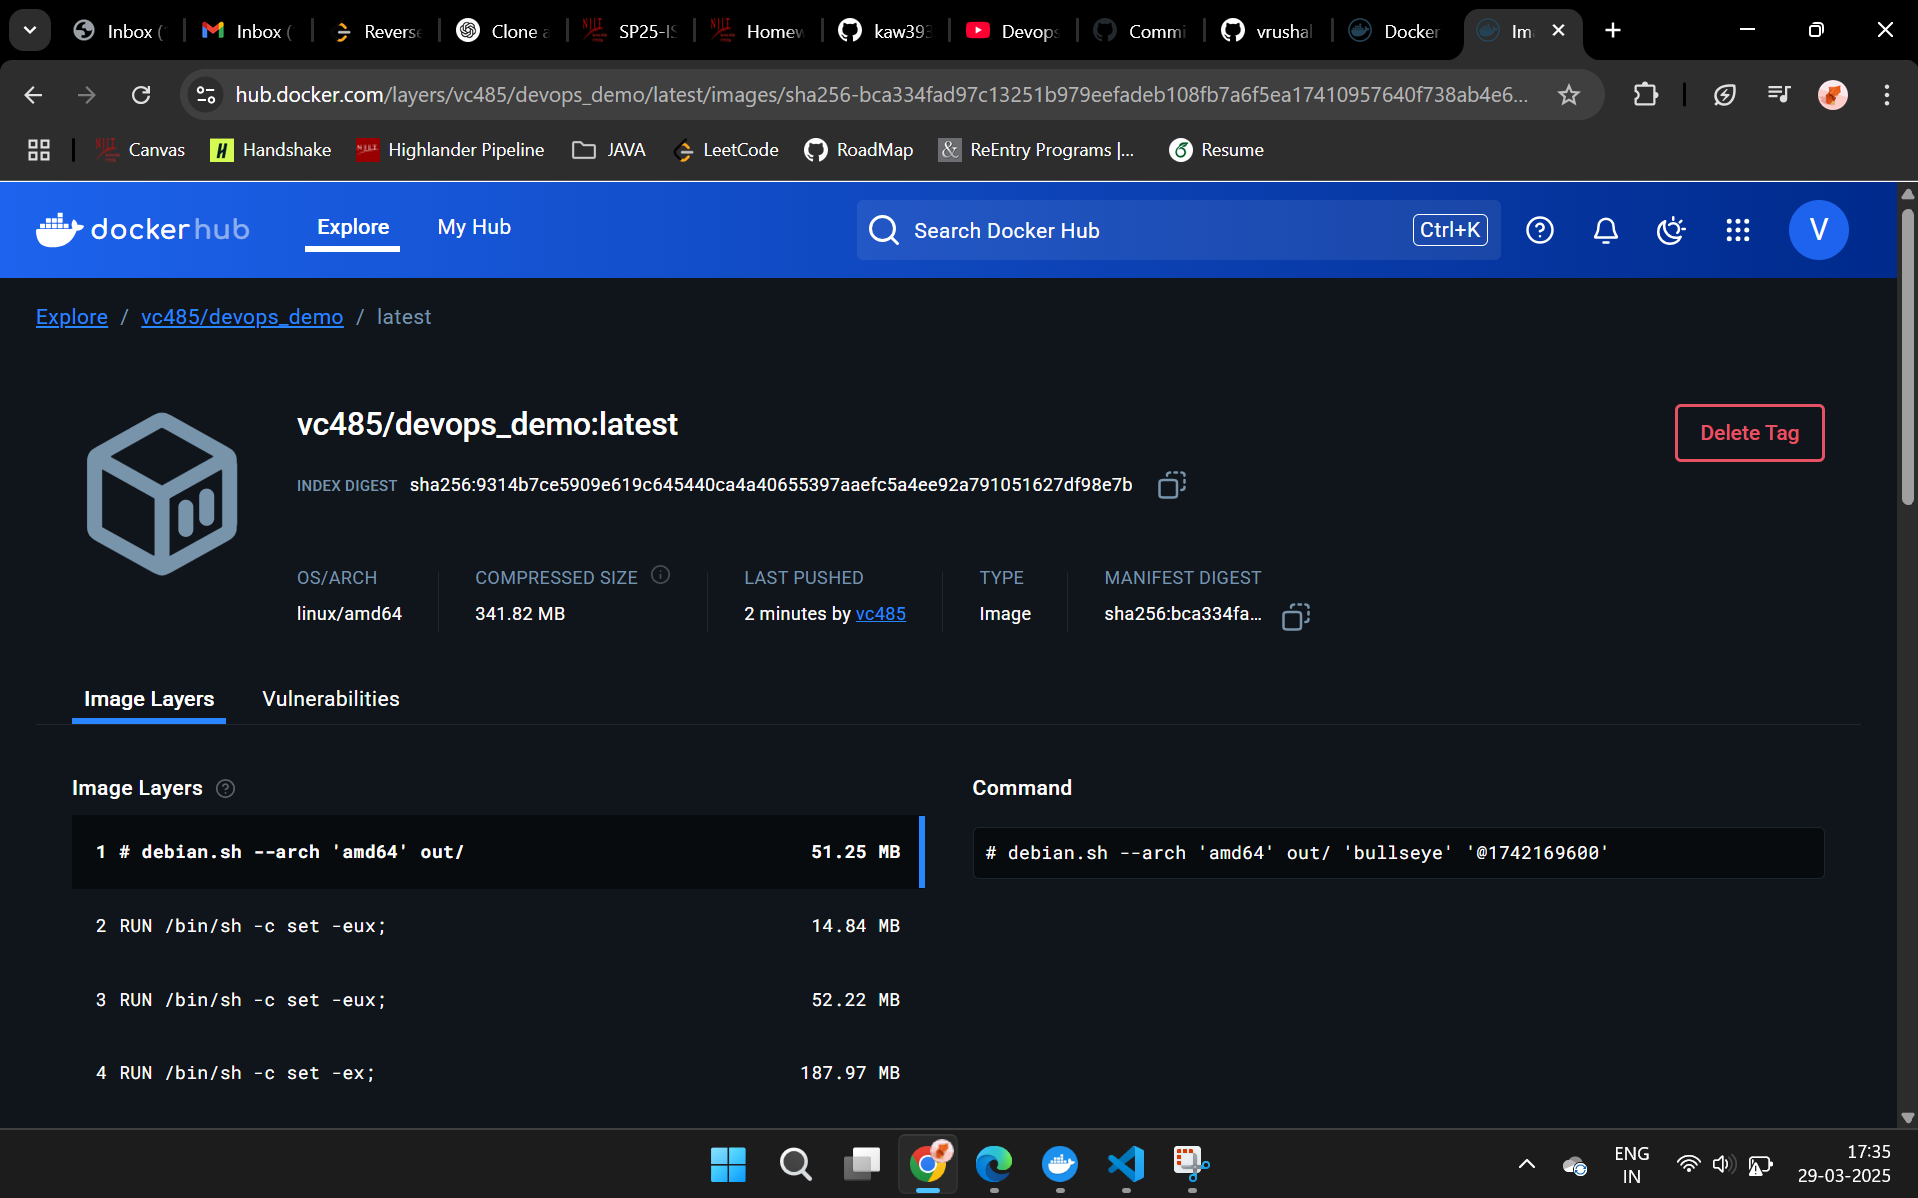 Inbox (
Inbox (
Reverse
Clone a
SP25-IS
Homew
kaw393
Devops
Commi
vrushal
Docker
Im
hub.docker.com/layers/vc485/devops_demo/latest/images/sha256-bca334fad97c13251b979eefadeb108fb7a6f5ea17410957640f738ab4e6...
Canvas
Handshake
Highlander Pipeline
JAVA
LeetCode
RoadMap
ReEntry Programs |...
Resume
dockerhub
Explore
My Hub
Search Docker Hub
Ctrl+K
V
Explore / vc485/devops_demo / latest
vc485/devops_demo:latest
Delete Tag
INDEX DIGEST sha256:9314b7ce5909e619c645440ca4a40655397aaefc5a4ee92a791051627df98e7b
OS/ARCH
linux/amd64
COMPRESSED SIZE
341.82 MB
LAST PUSHED
2 minutes by vc485
TYPE
Image
MANIFEST DIGEST
sha256:bca334fa...
Image Layers
Vulnerabilities
Image Layers
1 # debian.sh --arch 'amd64' out/ 51.25 MB
2 RUN /bin/sh -c set -eux; 14.84 MB
3 RUN /bin/sh -c set -eux; 52.22 MB
4 RUN /bin/sh -c set -ex; 187.97 MB
Command
# debian.sh --arch 'amd64' out/ 'bullseye' '@1742169600'
ENG
IN
17:35
29-03-2025